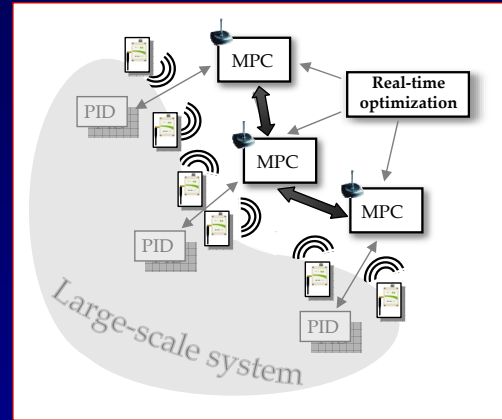 MPC
Real-time
optimization
PID
MPC
MPC
PID
PID
Large-scale system